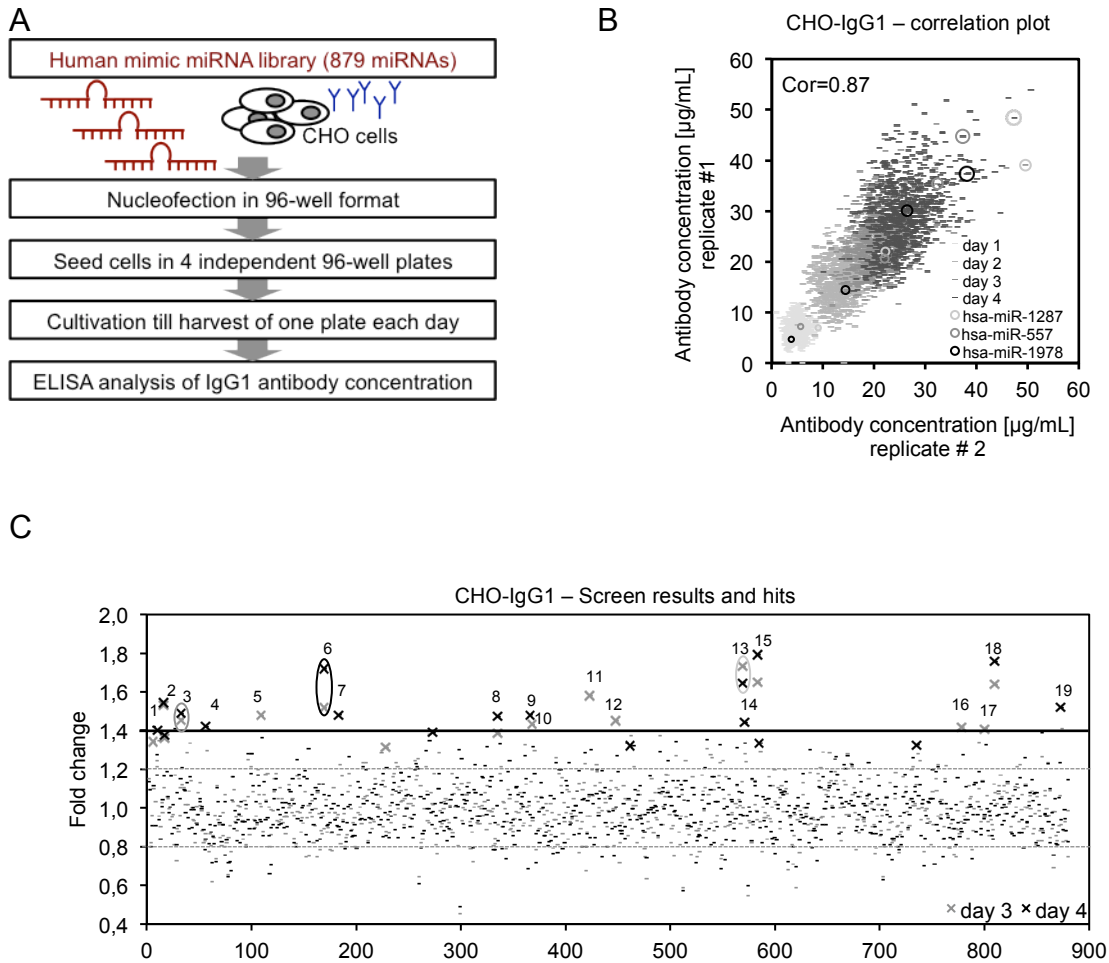 A
Human mimic miRNA library (879 miRNAs)
CHO cells
Nucleofection in 96-well format
Seed cells in 4 independent 96-well plates
Cultivation till harvest of one plate each day
ELISA analysis of IgG1 antibody concentration
B
CHO-IgG1 – correlation plot
Cor=0.87
Antibody concentration [µg/mL]
replicate #1
60
50
40
30
20
10
0
day 1
day 2
day 3
day 4
hsa-miR-1287
hsa-miR-557
hsa-miR-1978
0 10 20 30 40 50 60
Antibody concentration [µg/mL]
replicate # 2
C
CHO-IgG1 – Screen results and hits
Fold change
2,0
1,8
1,6
1,4
1,2
1,0
0,8
0,6
0,4
1
2
3
4
5
6
7
8
9
10
11
12
13
14
15
16
17
18
19
day 3
day 4
0 100 200 300 400 500 600 700 800 900